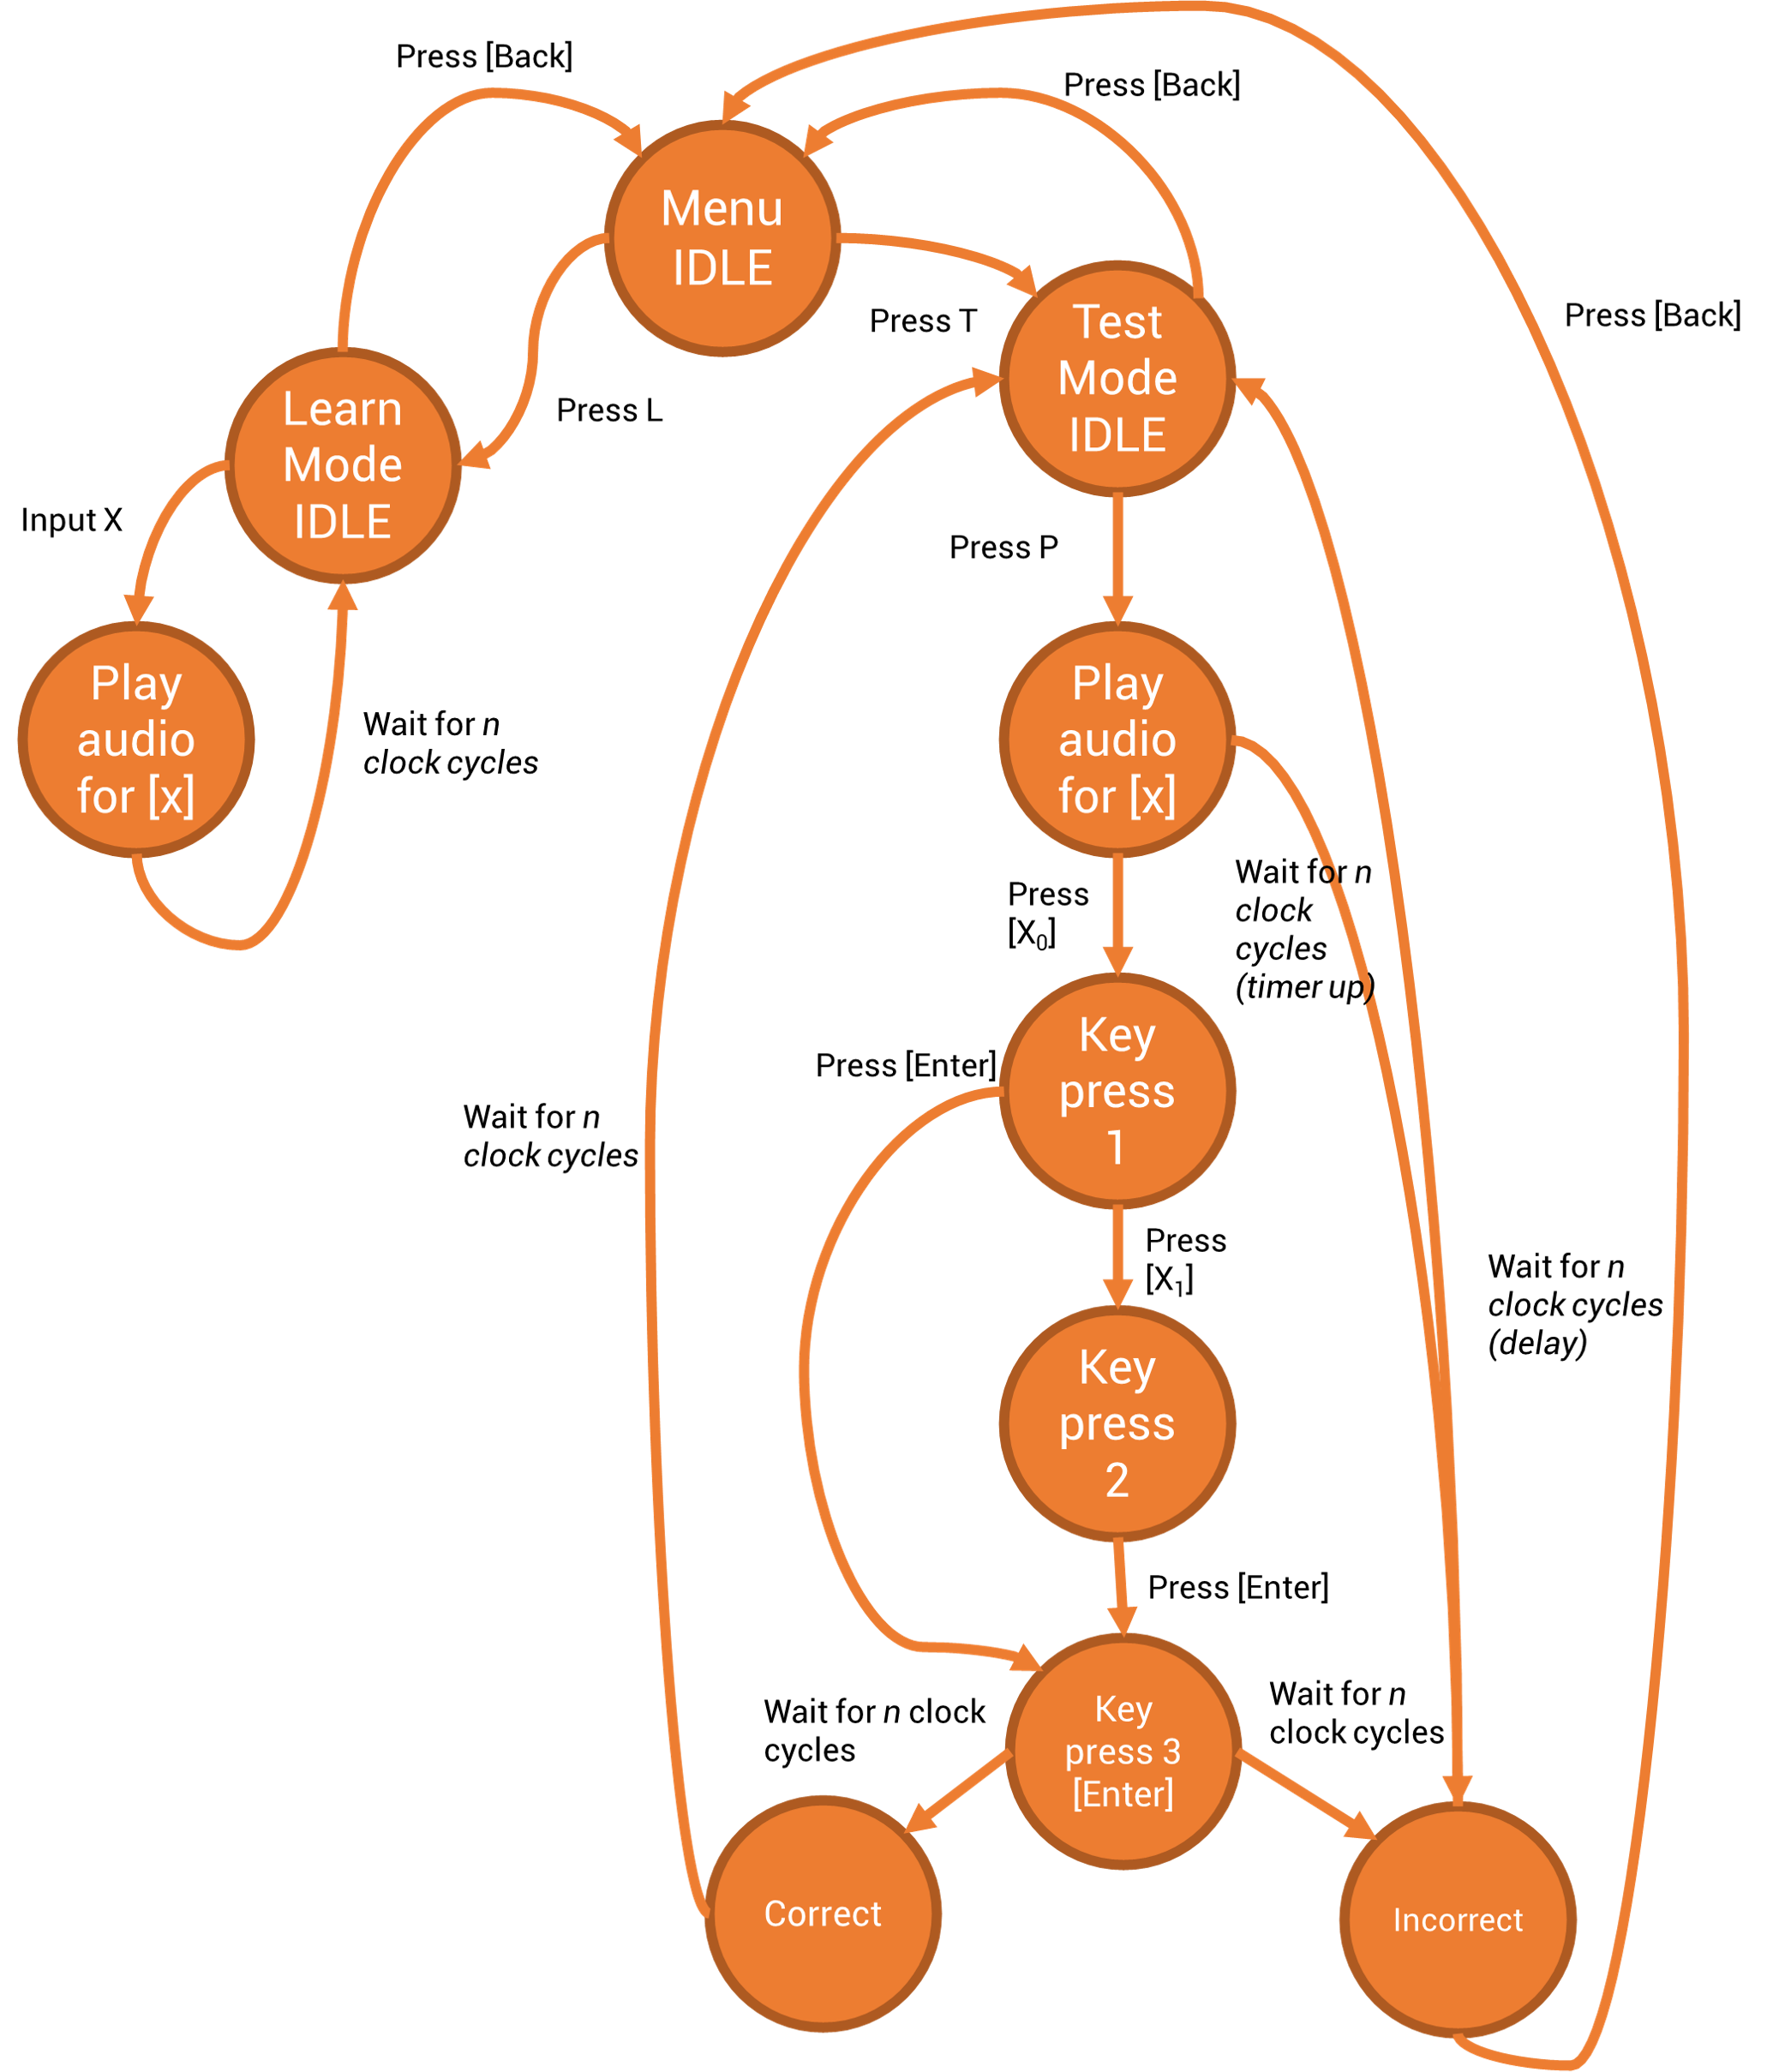 Press [Back]
Press [Back]
Menu
IDLE
Press [Back]
Press T
Test
Mode
IDLE
Press L
Learn
Mode
IDLE
Input X
Press P
Play
audio
for [x]
Wait for n
clock cycles
Play
audio
for [x]
Wait for n
clock
cycles
(timer up)
Press
[X₀]
Key
press
1
Press [Enter]
Wait for n
clock cycles
Press
[X₁]
Wait for n
clock cycles
(delay)
Key
press
2
Press [Enter]
Wait for n clock
cycles
Key
press 3
[Enter]
Wait for n
clock cycles
Correct
Incorrect